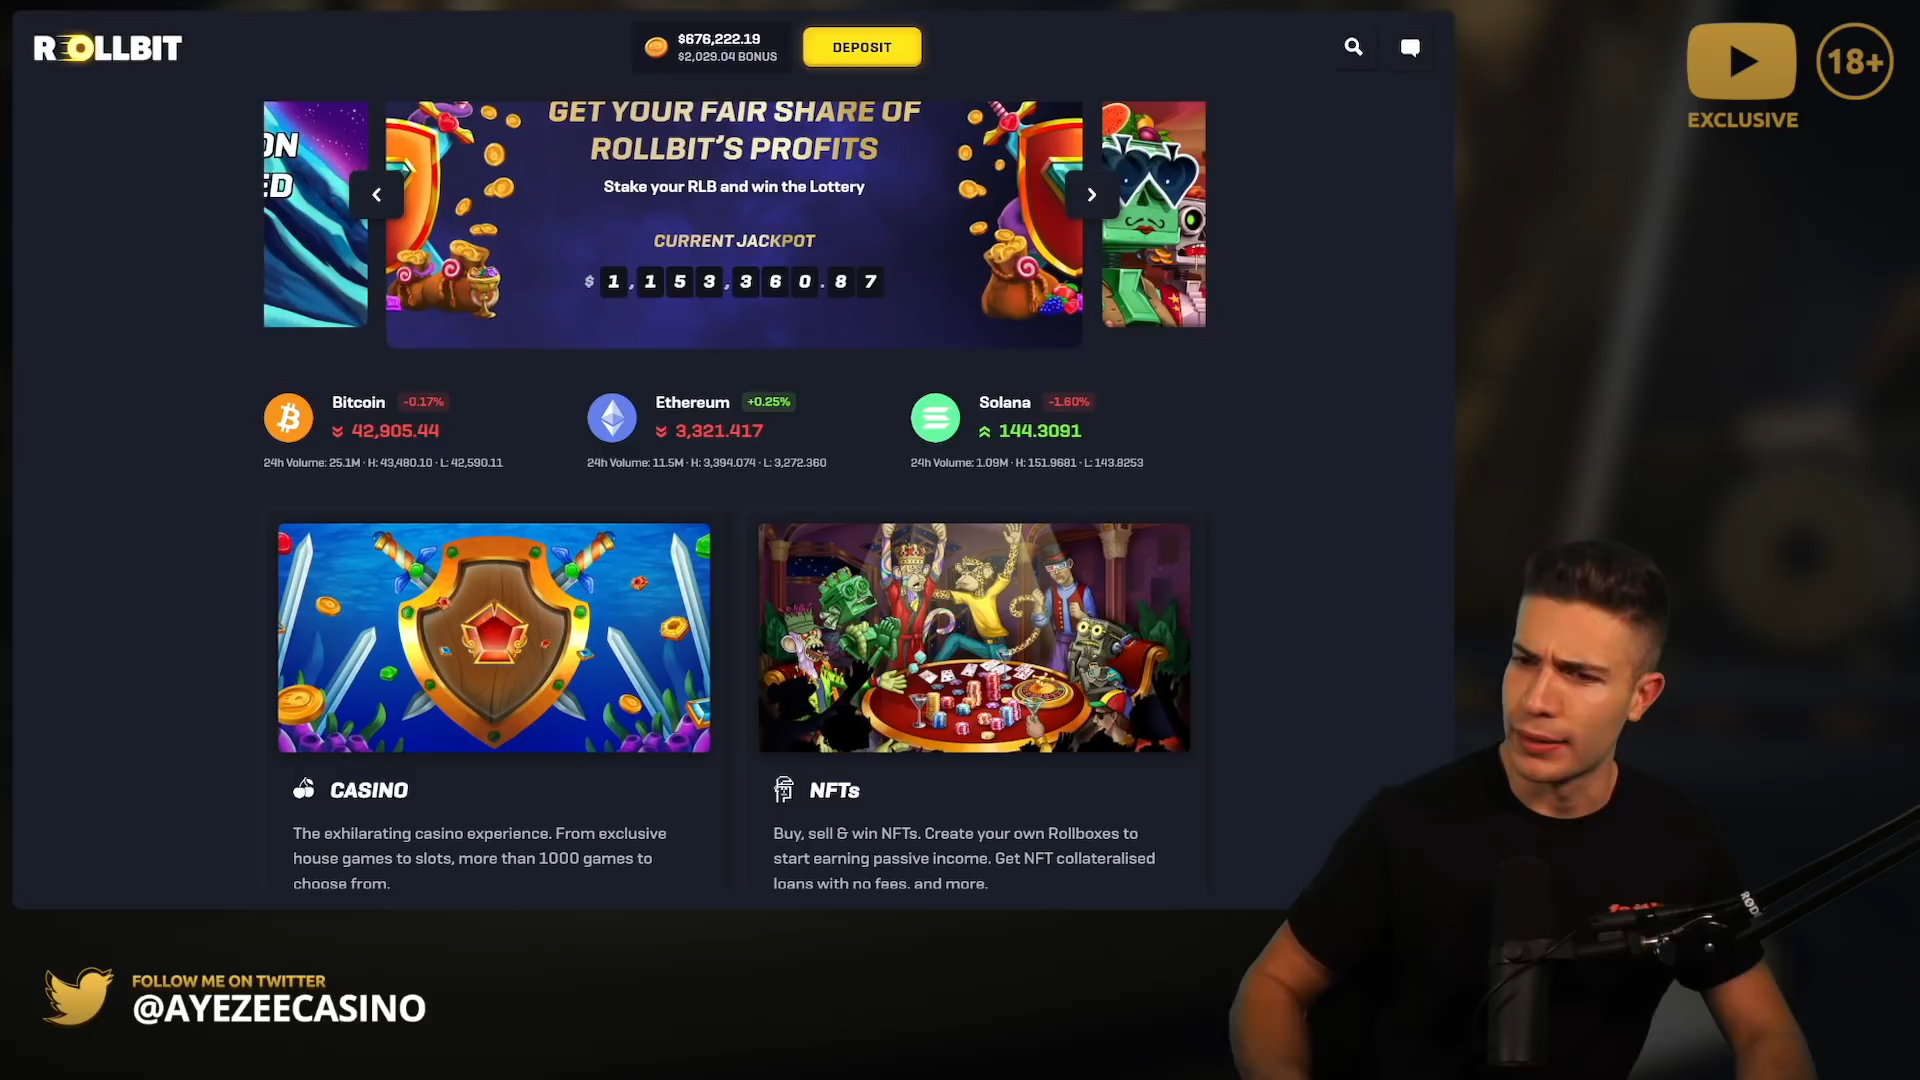 ROLLBIT
$676,222.19
$2,029.04 BONUS
DEPOSIT
EXCLUSIVE
18+
ON
ED
GET YOUR FAIR SHARE OF
ROLLBIT'S PROFITS
Stake your RLB and win the Lottery
CURRENT JACKPOT
$ 1,153,360.87
Bitcoin -0.17%
42,905.44
24h Volume: 25.1M · H: 43,480.10 · L: 42,590.11
Ethereum +0.25%
3,321.417
24h Volume: 11.5M · H: 3,394.074 · L: 3,272.360
Solana -1.60%
144.3091
24h Volume: 1.09M · H: 151.9681 · L: 143.8253
CASINO
The exhilarating casino experience. From exclusive
house games to slots, more than 1000 games to
choose from.
NFTs
Buy, sell & win NFTs. Create your own Rollboxes to
start earning passive income. Get NFT collateralised
loans with no fees, and more.
RØDE
FOLLOW ME ON TWITTER
@AYEZEECASINO